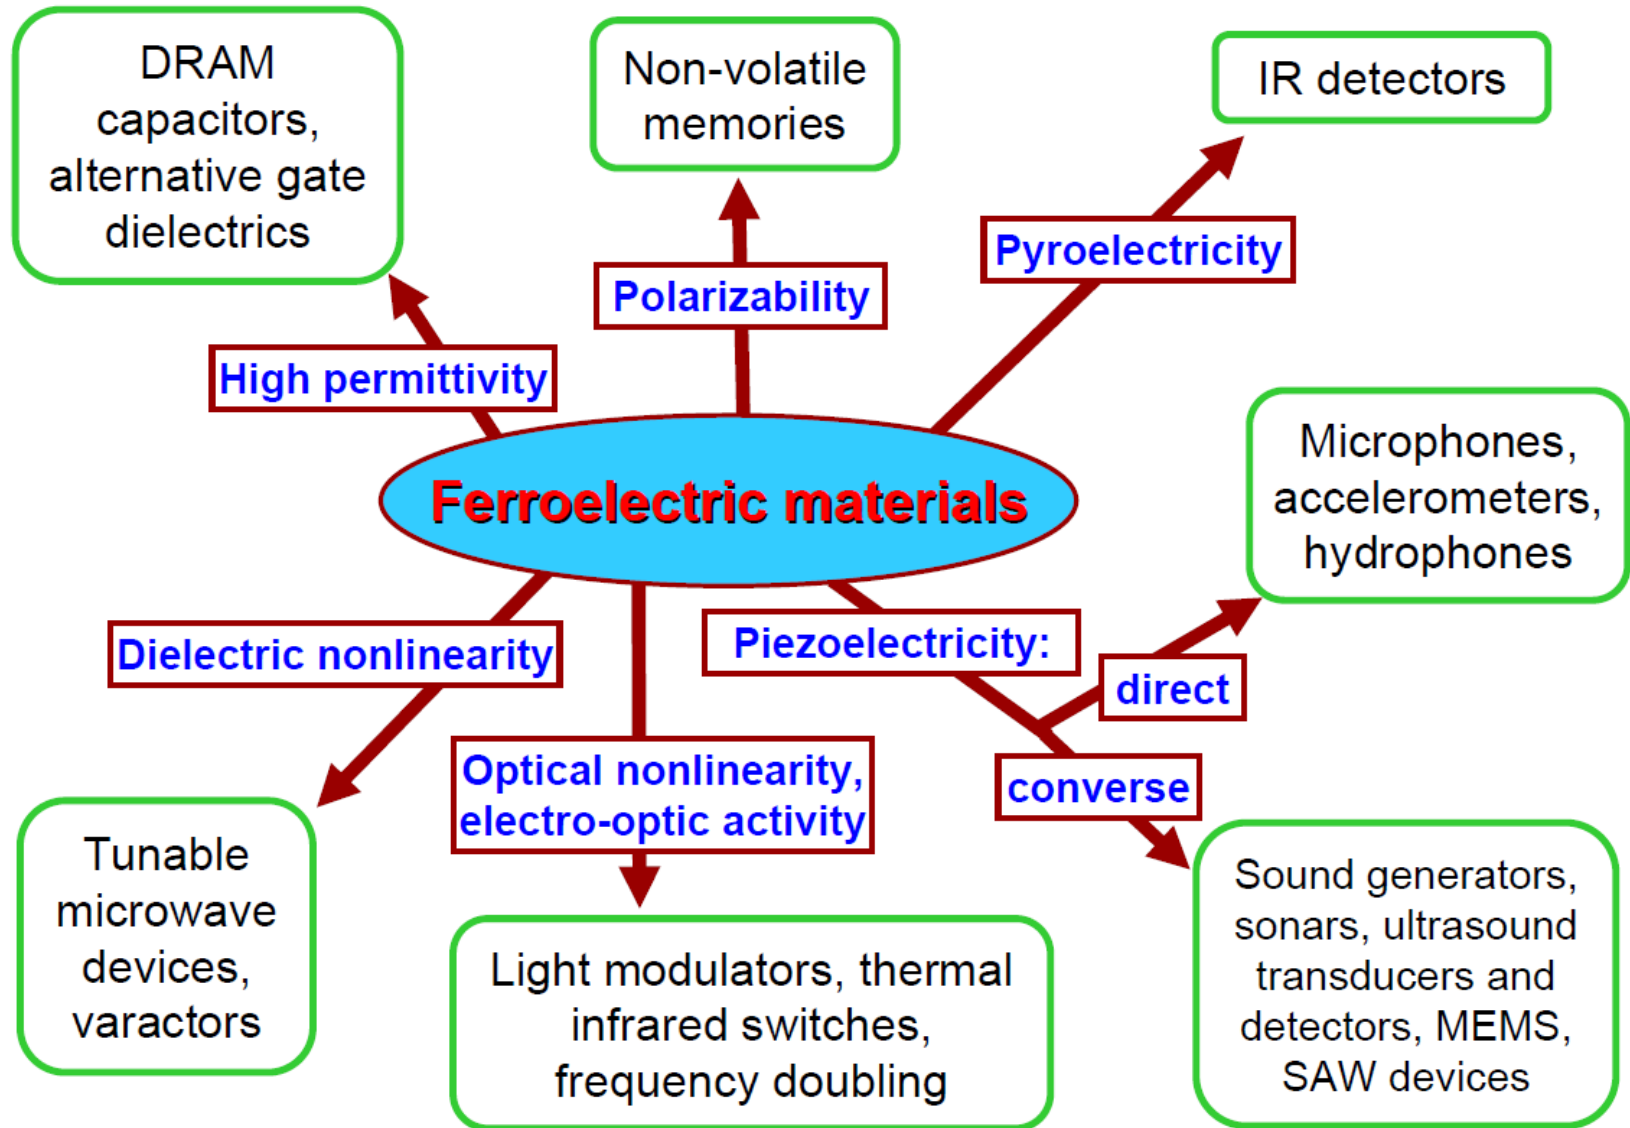 DRAM
capacitors,
alternative gate
dielectrics
Non-volatile
memories
IR detectors
Pyroelectricity
Polarizability
High permittivity
Ferroelectric materials
Microphones,
accelerometers,
hydrophones
Dielectric nonlinearity
Piezoelectricity:
direct
Optical nonlinearity,
electro-optic activity
converse
Tunable
microwave
devices,
varactors
Light modulators, thermal
infrared switches,
frequency doubling
Sound generators,
sonars, ultrasound
transducers and
detectors, MEMS,
SAW devices